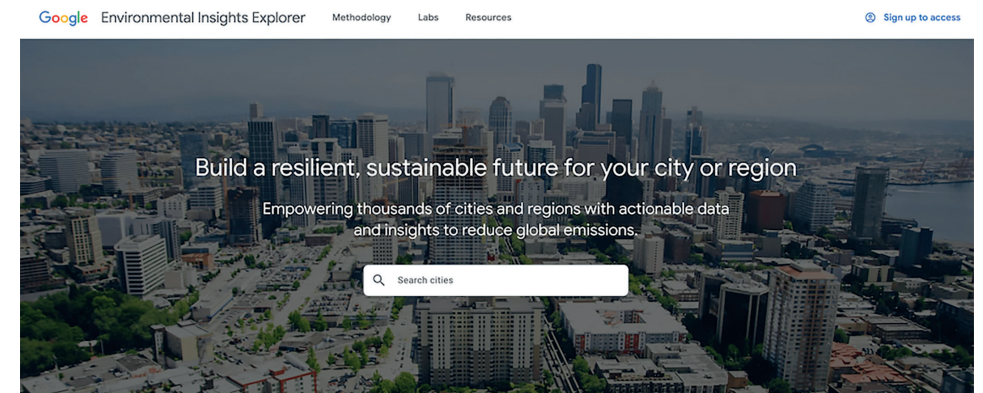 Google Environmental Insights Explorer Methodology Labs Resources Sign up to access
Build a resilient, sustainable future for your city or region
Empowering thousands of cities and regions with actionable data
and insights to reduce global emissions.
Search cities